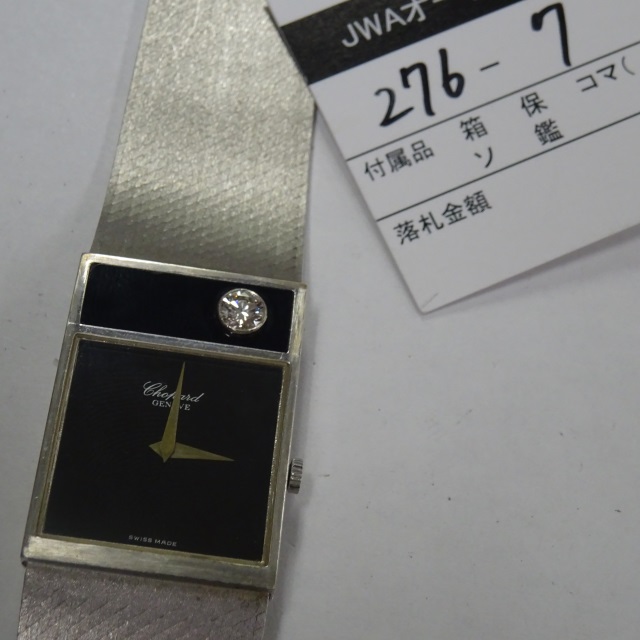 JWAオー
276-7
付属品 箱 保 コマ(
ソ 鑑
落札金額
Chopard
GENEVE
SWISS MADE